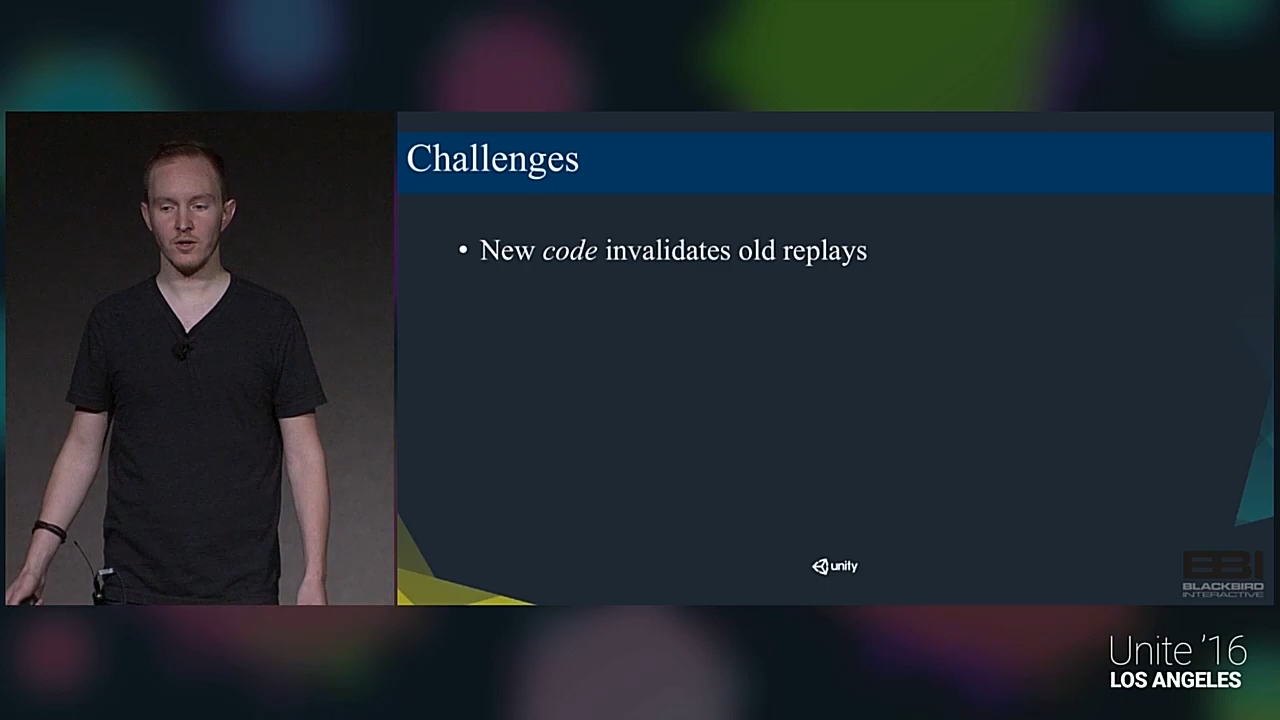 Challenges
• New code invalidates old replays
unity
BBI
BLACKBIRD
INTERACTIVE
Unite '16
LOS ANGELES